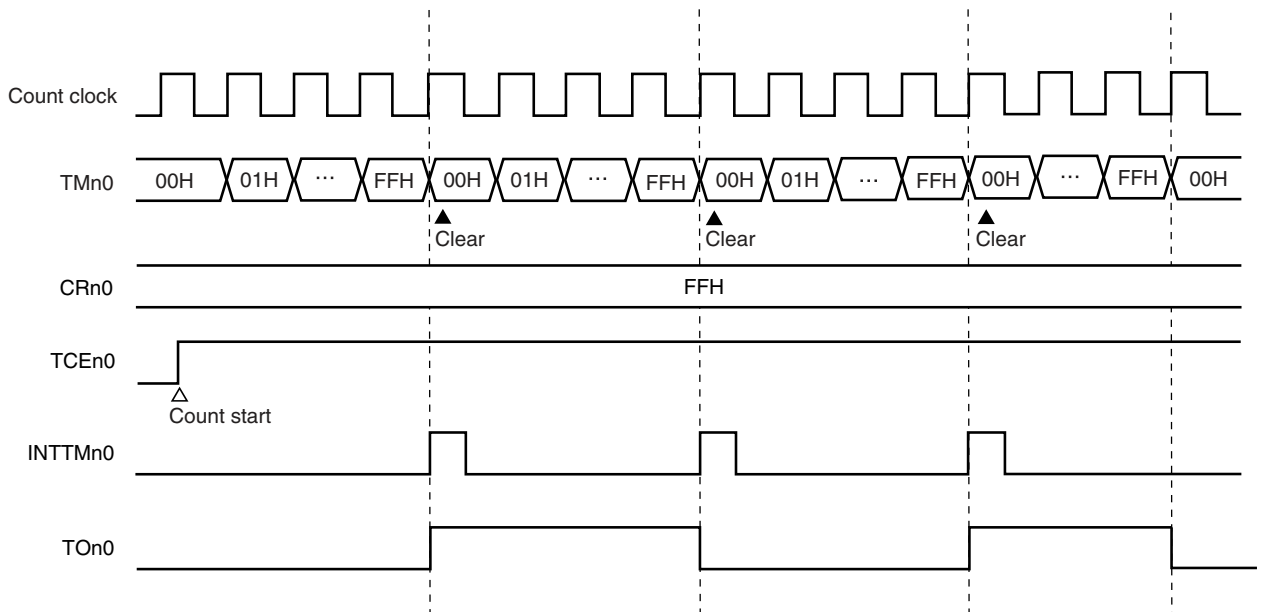 Count clock
TMn0 00H 01H ... FFH 00H 01H ... FFH 00H 01H ... FFH 00H ... FFH 00H
Clear Clear Clear
CRn0 FFH
TCEn0
Count start
INTTMn0
TOn0